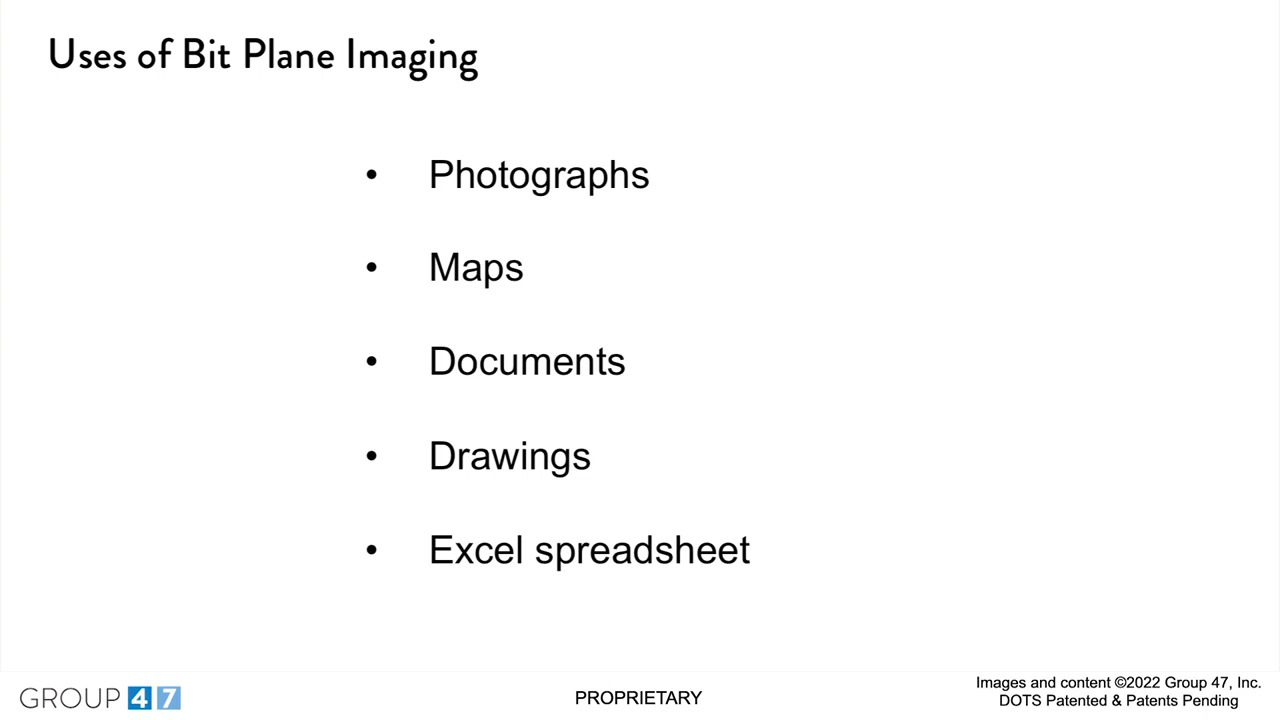 Uses of Bit Plane Imaging
• Photographs
• Maps
• Documents
• Drawings
• Excel spreadsheet
GROUP 47
PROPRIETARY
Images and content ©2022 Group 47, Inc.
DOTS Patented & Patents Pending